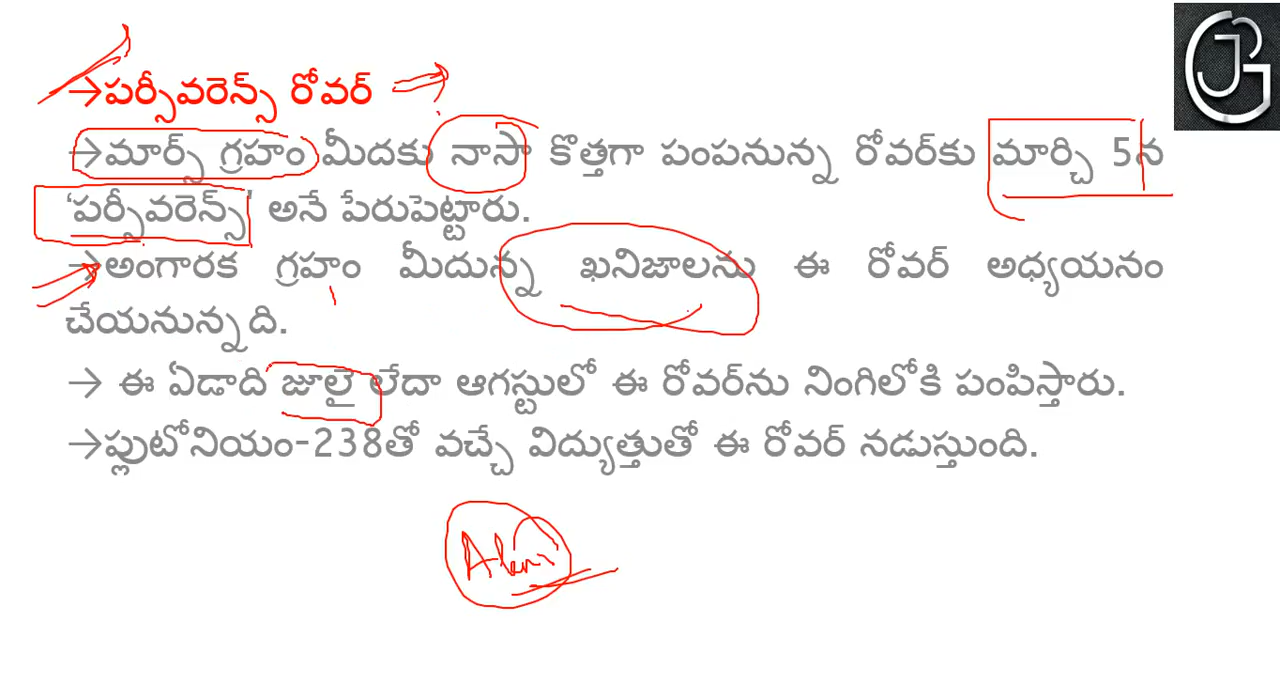 →పర్సీవరెన్స్ రోవర్
→మార్స్ గ్రహం మీదకు నాసా కొత్తగా పంపనున్న రోవర్‌కు మార్చి 5న
‘పర్సీవరెన్స్’ అనే పేరుపెట్టారు.
→అంగారక గ్రహం మీదున్న ఖనిజాలను ఈ రోవర్ అధ్యయనం
చేయనున్నది.
→ ఈ ఏడాది జూలై లేదా ఆగస్టులో ఈ రోవర్‌ను నింగిలోకి పంపిస్తారు.
→ప్లుటోనియం-238తో వచ్చే విద్యుత్తుతో ఈ రోవర్ నడుస్తుంది.